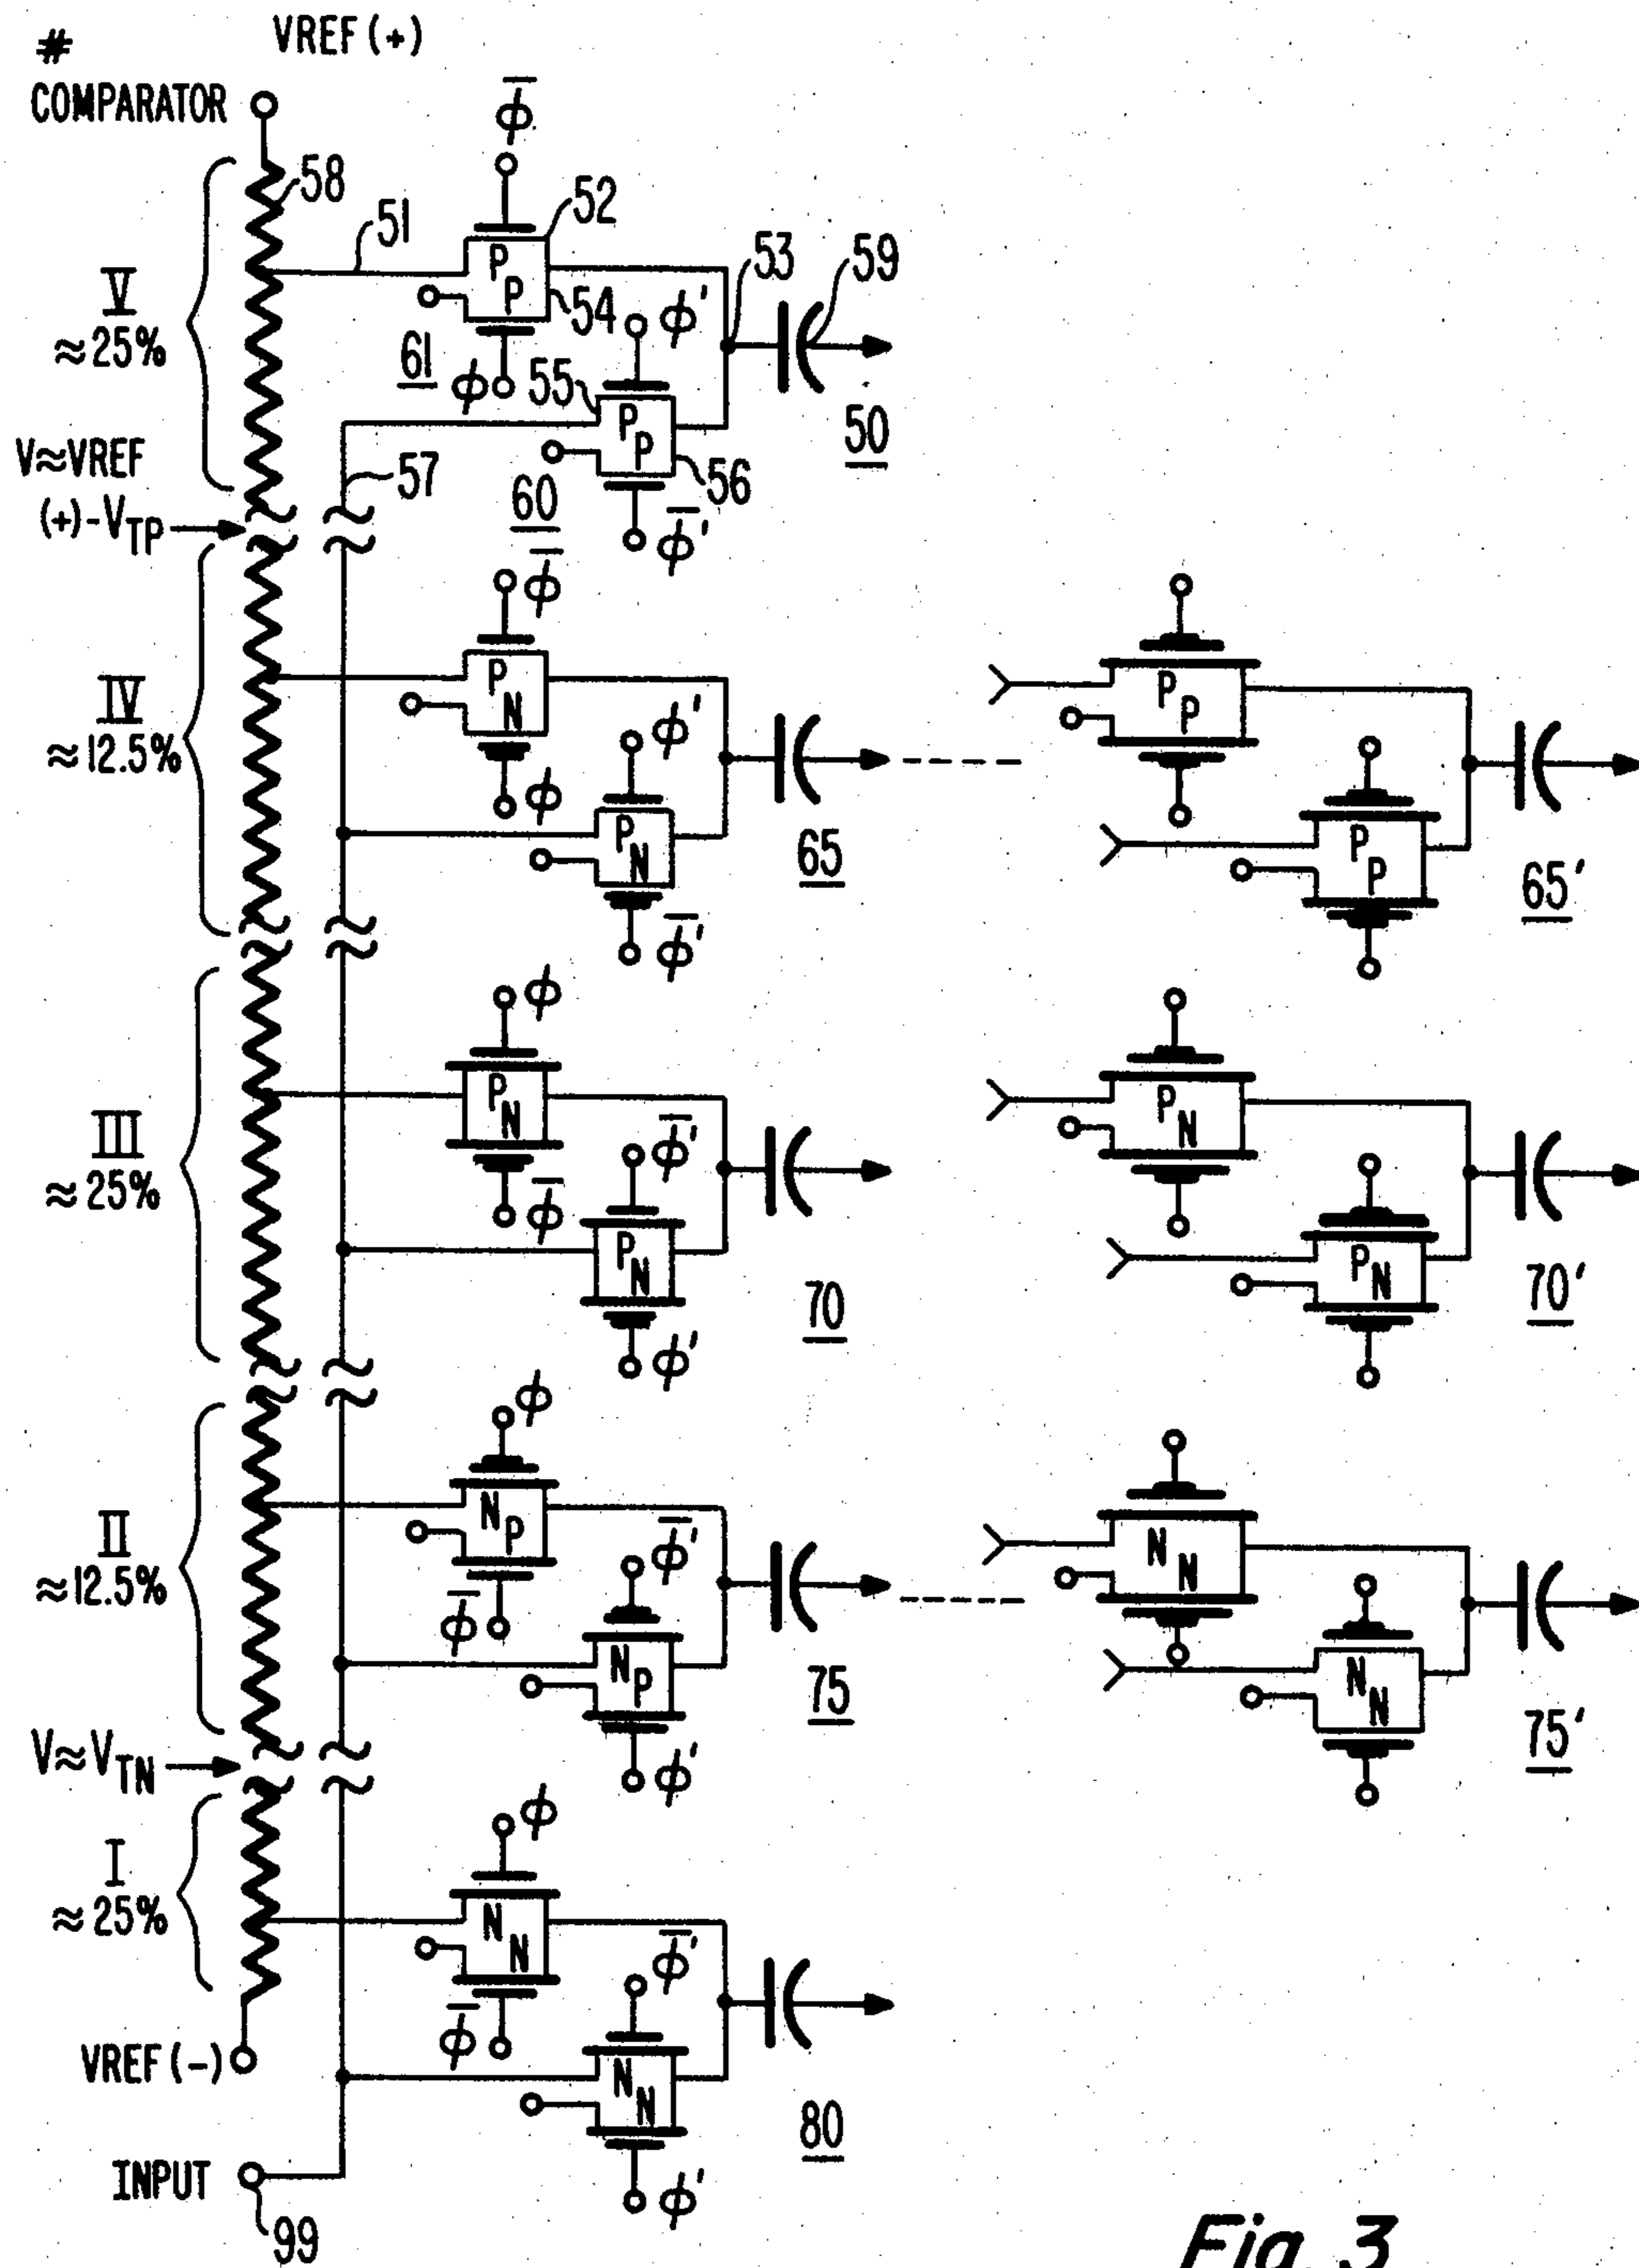 #
COMPARATOR
VREF (+)
58
51
ϕ̅
52
P
P
54
53
59
61
ϕ
ϕ'
55
P
P
56
57
60
ϕ̅'
50
V
≈25%
V≈VREF
(+)-VTP
IV
≈12.5%
ϕ̅
P
N
ϕ
ϕ'
P
N
ϕ̅'
65
P
P
P
P
65'
III
≈25%
ϕ
P
N
ϕ̅
ϕ̅'
P
N
ϕ'
70
P
N
P
N
70'
II
≈12.5%
ϕ
N
P
ϕ̅
ϕ̅'
N
P
ϕ'
75
N
N
N
N
75'
V≈VTN
I
≈25%
ϕ
N
N
ϕ̅
ϕ̅'
N
N
ϕ'
80
VREF (-)
INPUT
99
Fig. 3